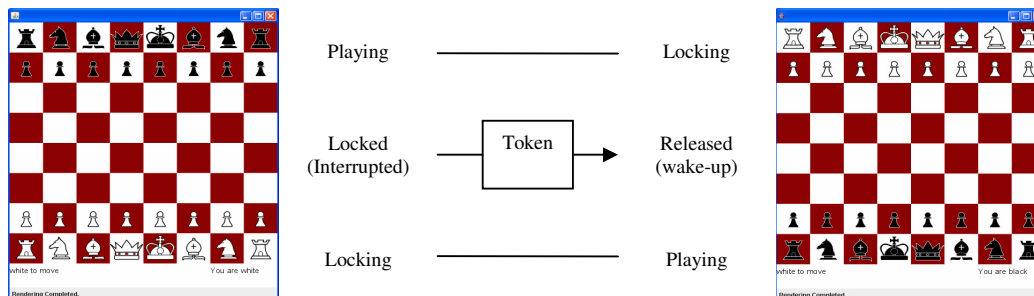 Playing
Locking
Locked
(Interrupted)
Token
Released
(wake-up)
Locking
Playing
white to move
You are white
Rendering Completed.
white to move
You are black
Rendering Completed